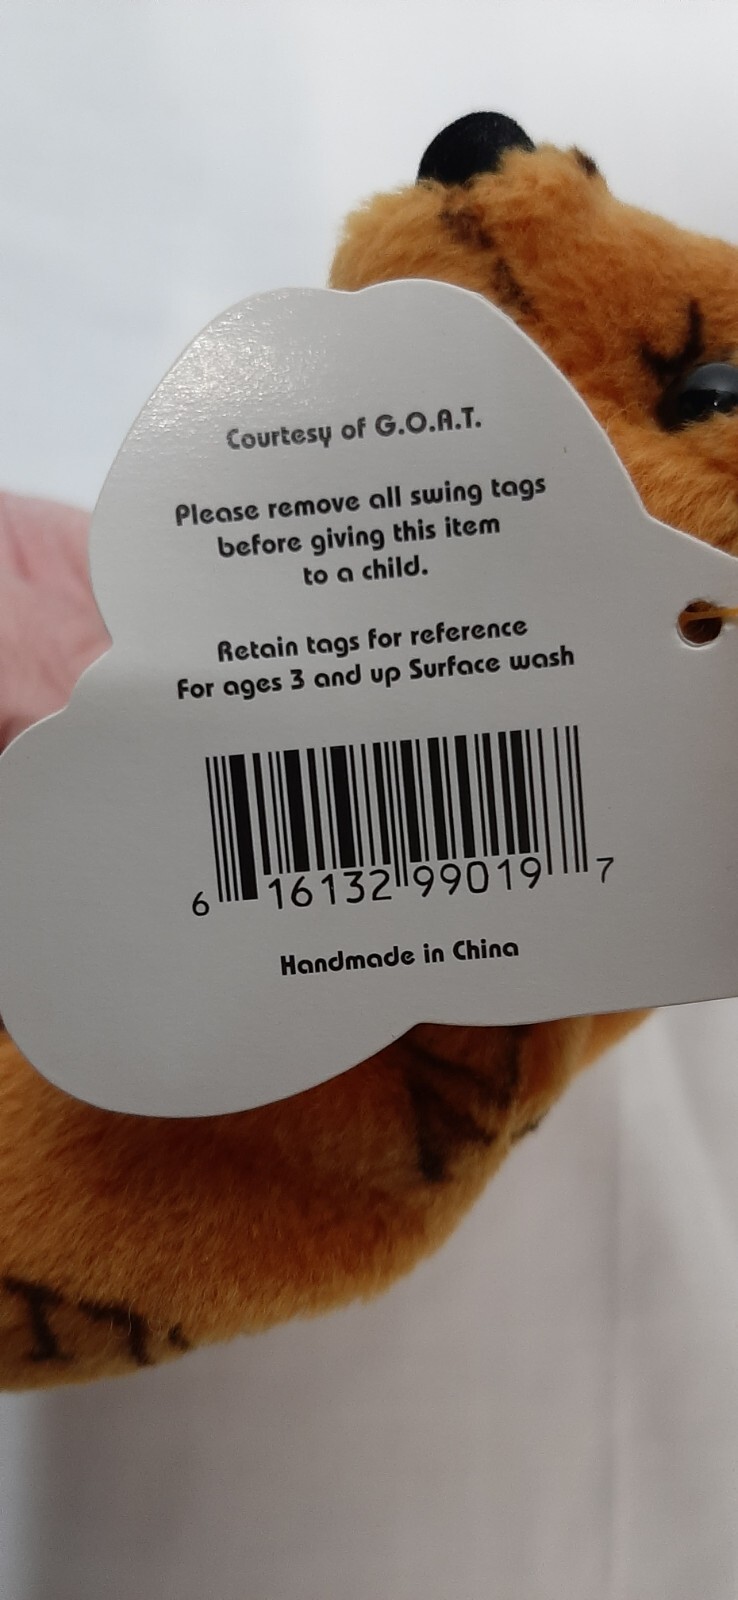 Courtesy of G.O.A.T.
Please remove all swing tags
before giving this item
to a child.
Retain tags for reference
For ages 3 and up Surface wash
6 16132 99019 7
Handmade in China